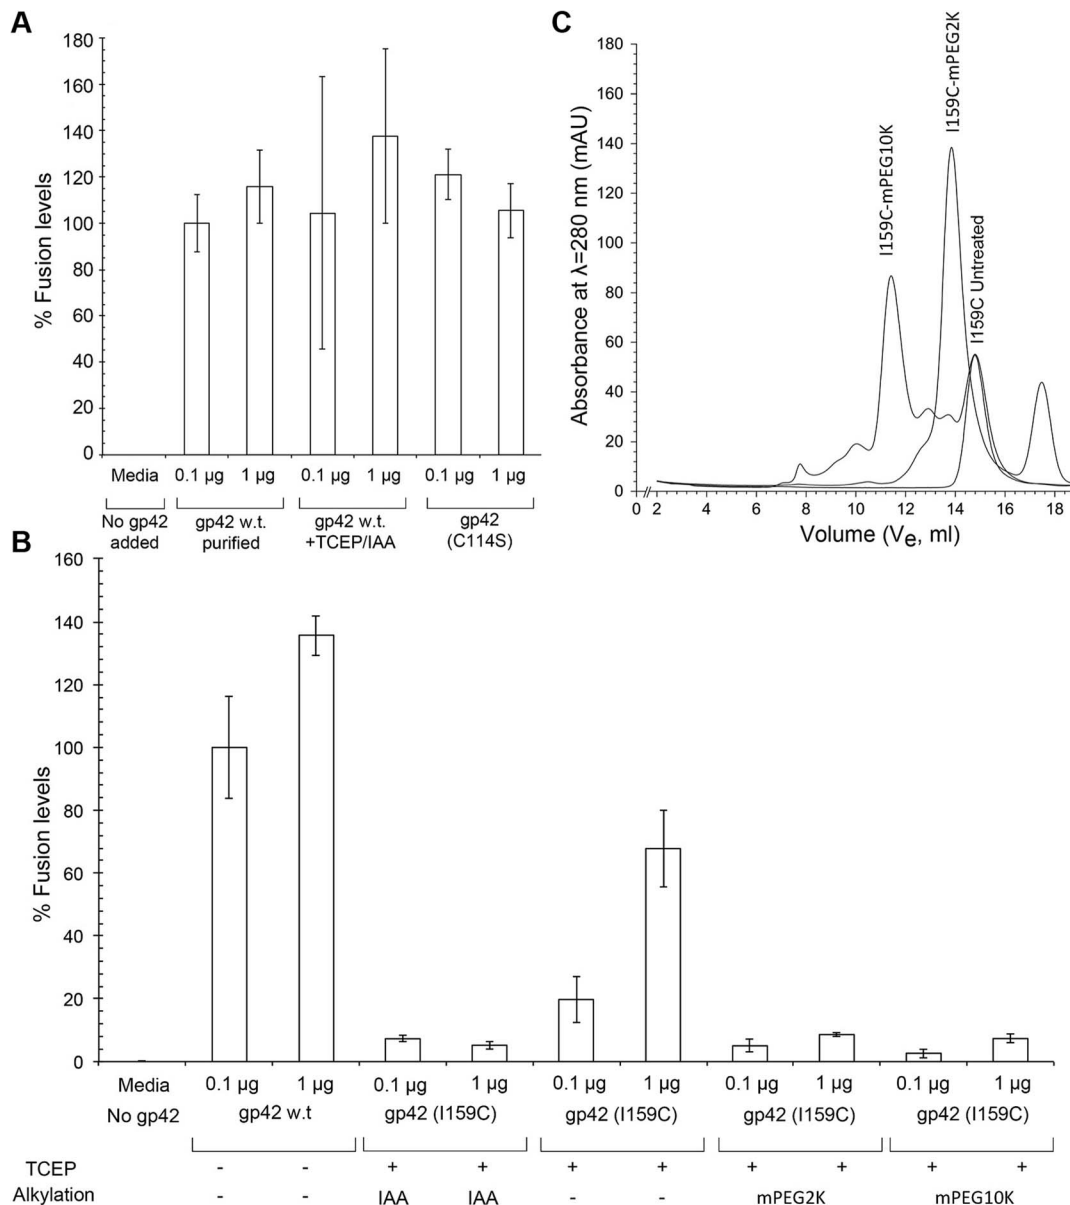 A
180
160
140
120
100
80
60
40
20
0
% Fusion levels
Media 0.1 µg 1 µg 0.1 µg 1 µg 0.1 µg 1 µg
No gp42 added
gp42 w.t. purified
gp42 w.t. +TCEP/IAA
gp42 (C114S)
C
180
160
140
120
100
80
60
40
20
0
Absorbance at λ=280 nm (mAU)
I159C-mPEG10K
I159C-mPEG2K
I159C Untreated
0 2 4 6 8 10 12 14 16 18
Volume (Ve, ml)
B
160
140
120
100
80
60
40
20
0
% Fusion levels
Media 0.1 µg 1 µg 0.1 µg 1 µg 0.1 µg 1 µg 0.1 µg 1 µg 0.1 µg 1 µg
No gp42 gp42 w.t gp42 (I159C) gp42 (I159C) gp42 (I159C) gp42 (I159C)
TCEP - - + + + + + + + +
Alkylation - - IAA IAA - - mPEG2K mPEG10K